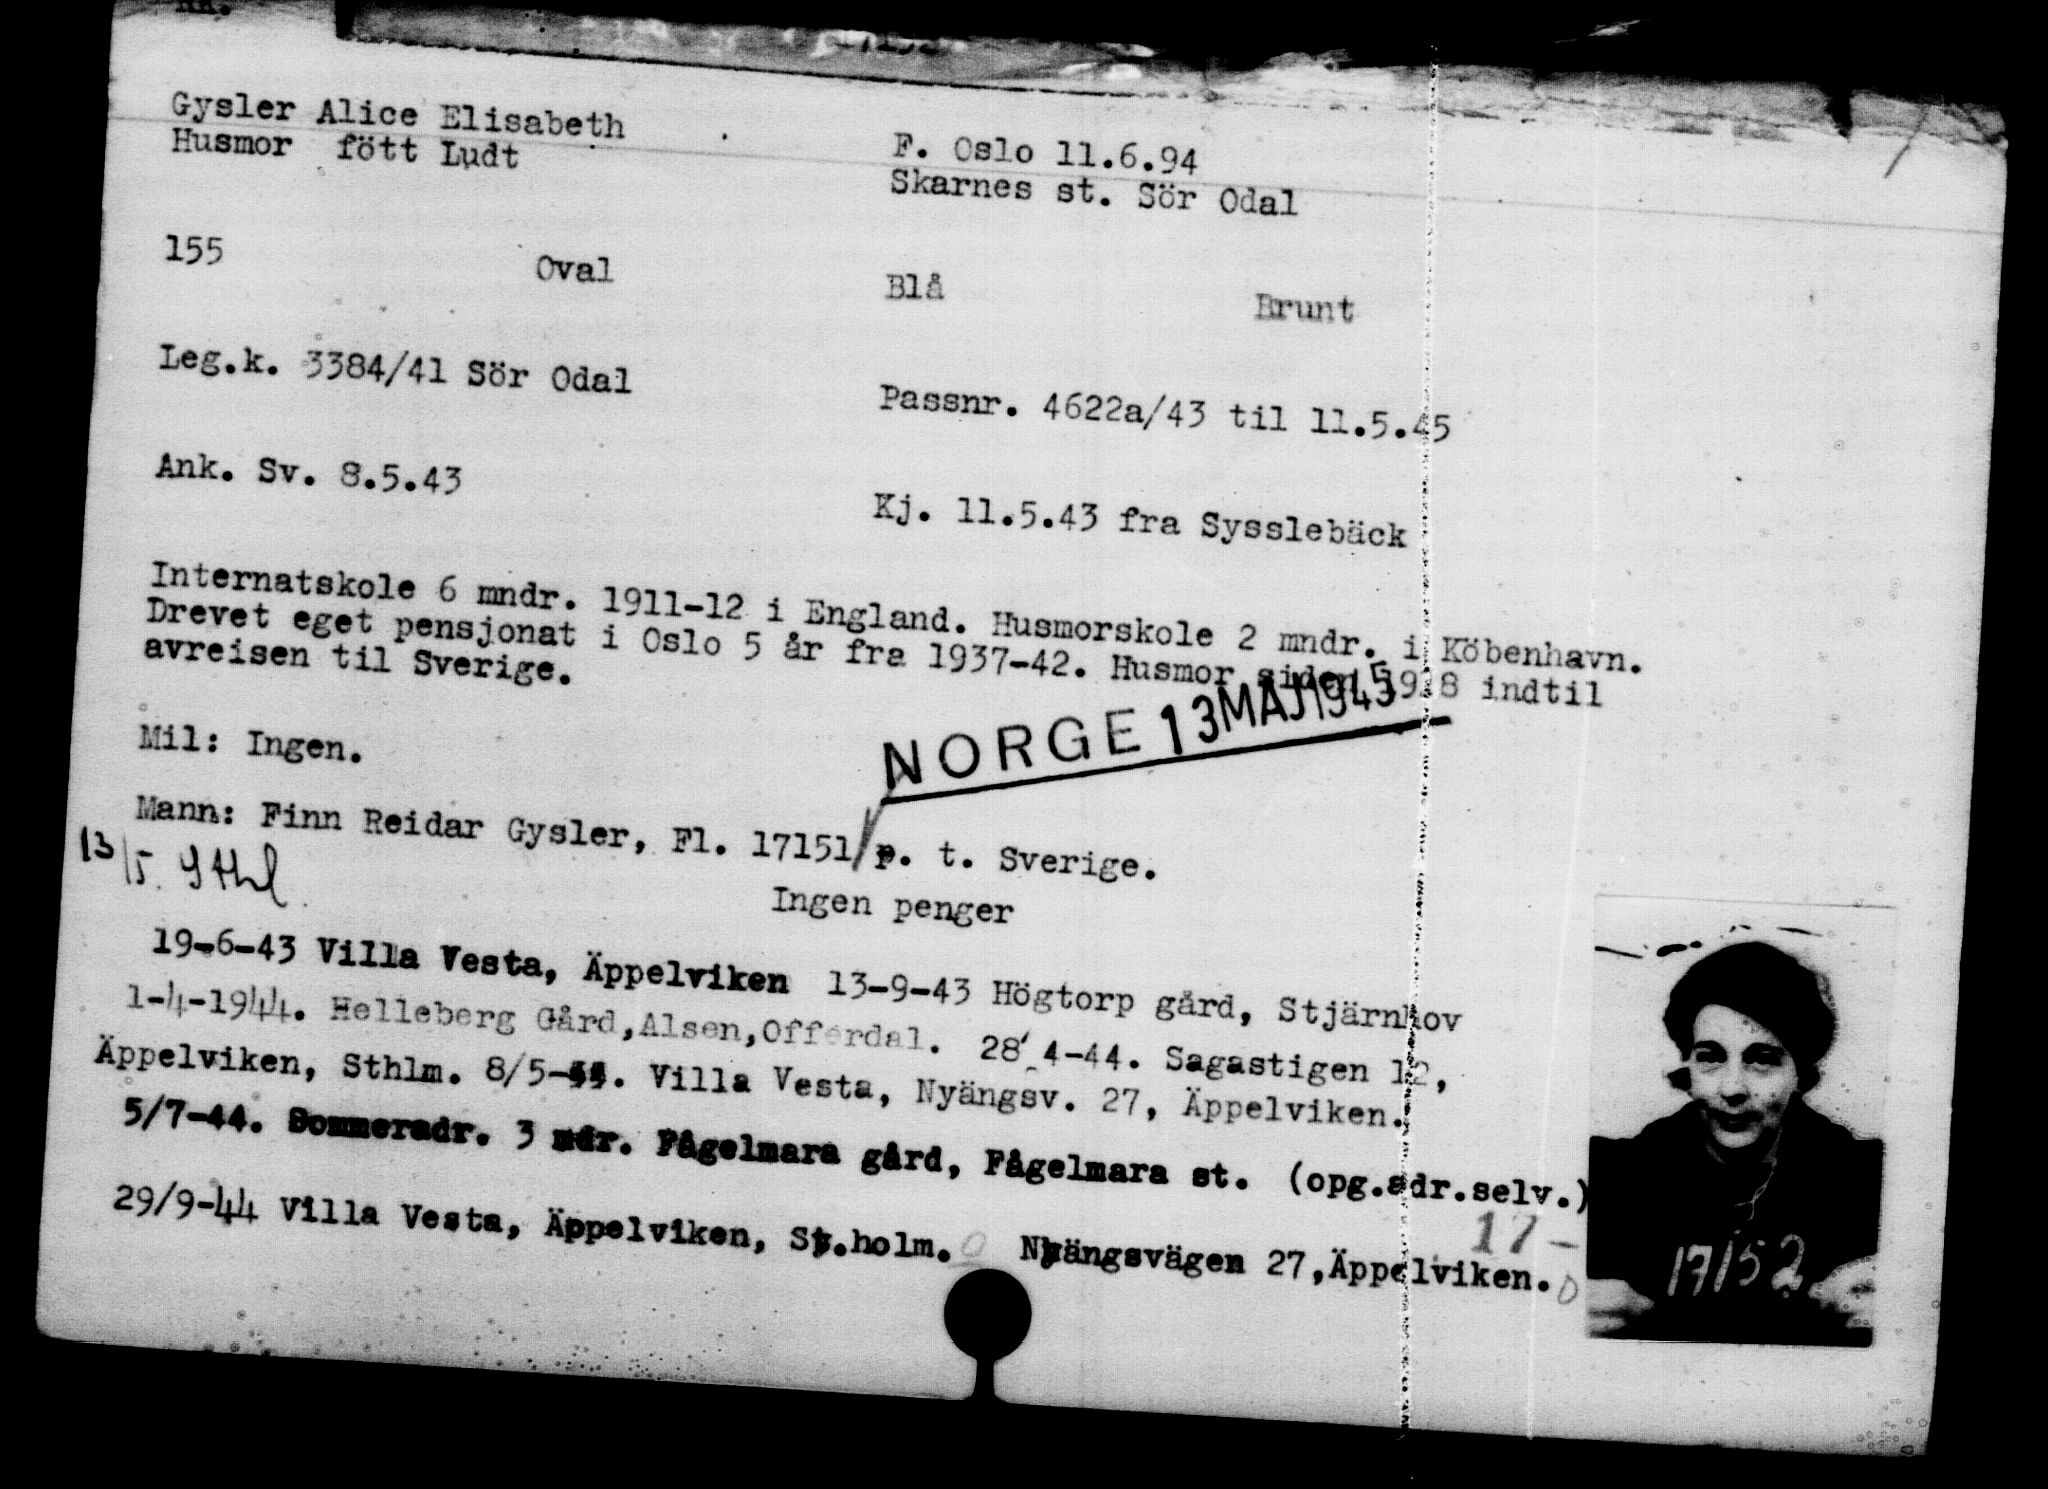 Gysler Alice Elisabeth
Husmor fött Ludt
F. Oslo 11.6.94
Skarnes st. Sör Odal
155 Oval Blå Brunt
Leg.k. 3384/41 Sör Odal
Passnr. 4622a/43 til 11.5.45
Ank. Sv. 8.5.43
Kj. 11.5.43 fra Sysslebäck
Internatskole 6 mndr. 1911-12 i England. Husmorskole 2 mndr. i Köbenhavn.
Drevet eget pensjonat i Oslo 5 år fra 1937-42. Husmor siden indtil
avreisen til Sverige.
NORGE 13 MAJ 1945
Mil: Ingen.
Mann: Finn Reidar Gysler, Fl. 17151/ p. t. Sverige.
13/5. Sthl
Ingen penger
19-6-43 Villa Vesta, Äppelviken 13-9-43 Högtorp gård, Stjärnhov
1-4-1944. Helleberg Gård,Alsen,Offerdal. 28 4-44. Sagastigen 12,
Äppelviken, Sthlm. 8/5-44. Villa Vesta, Nyängsv. 27, Äppelviken.
5/7-44. Sommeradr. 3 mdr. Fågelmara gård, Fågelmara st. (opg.adr.selv.)
29/9-44 Villa Vesta, Äppelviken, St.holm. Nyängsvägen 27,Äppelviken.
17-
17152